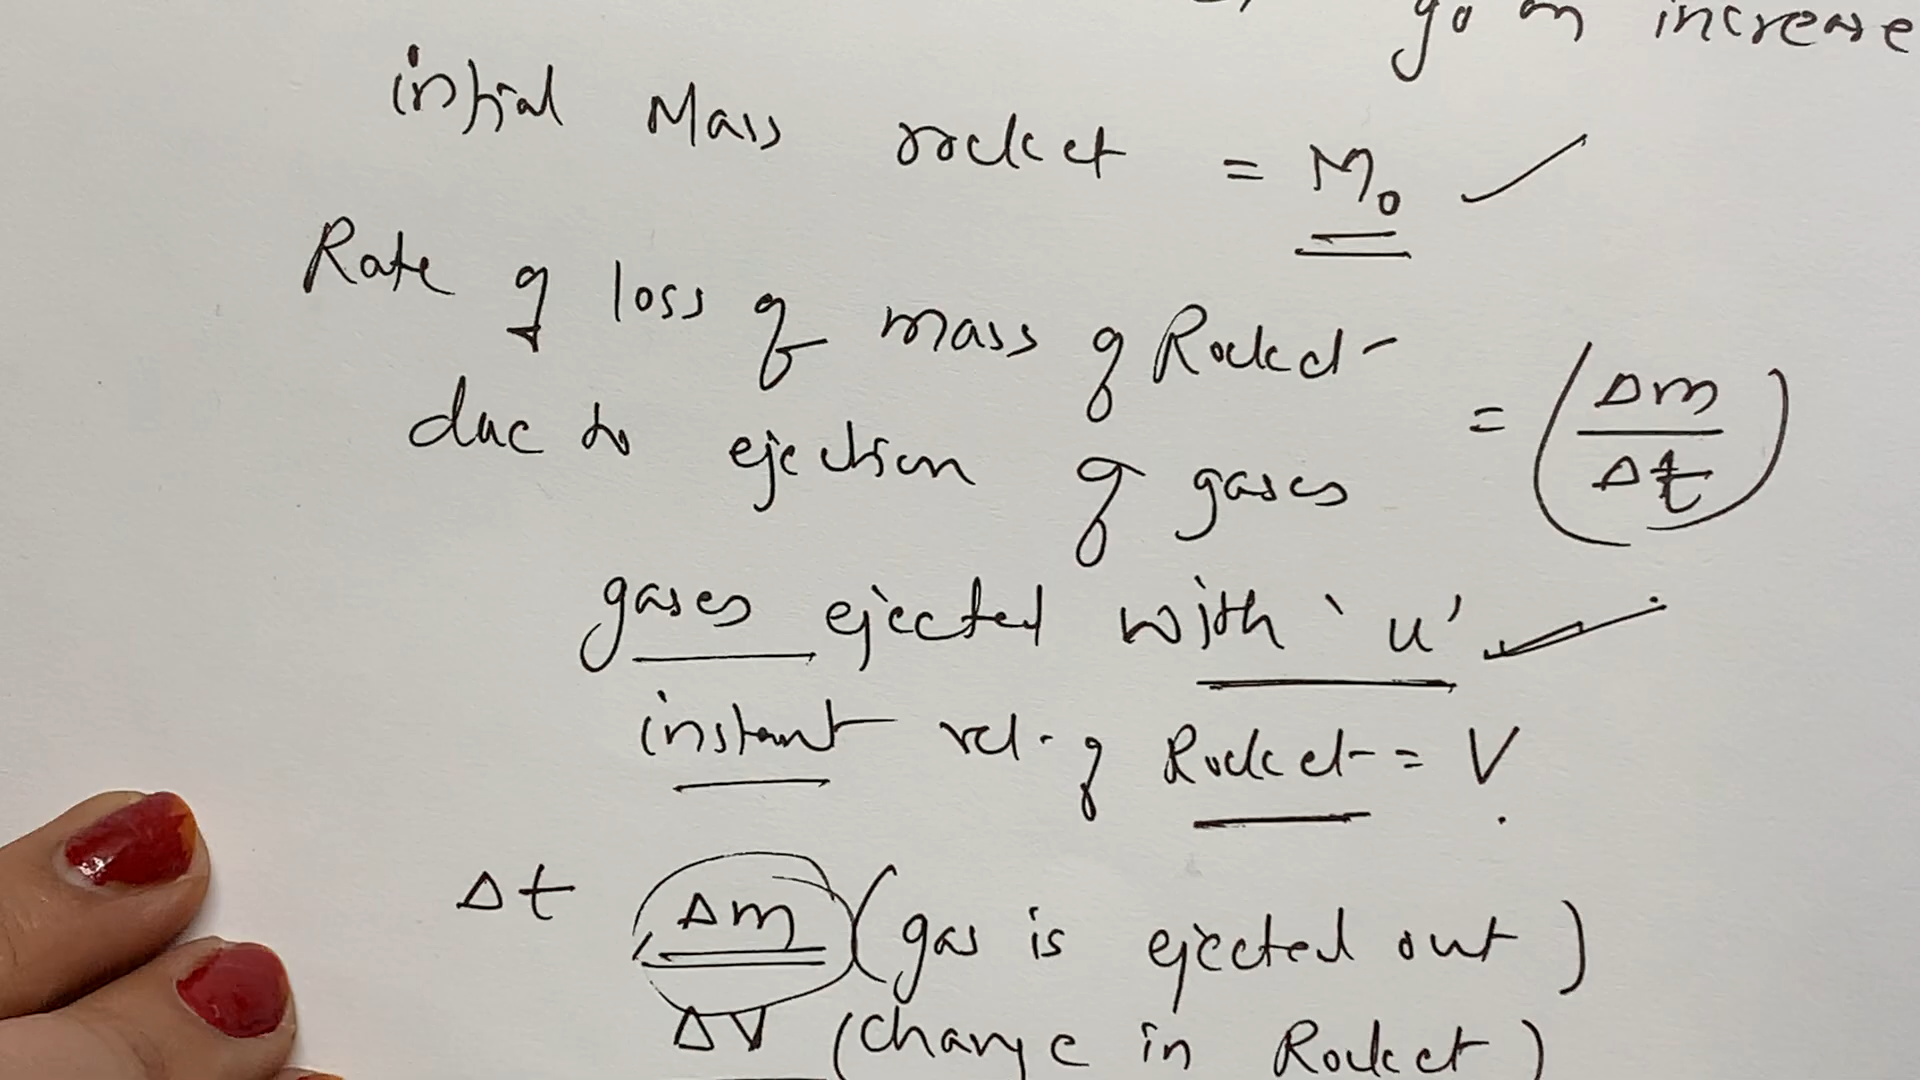 go on increase
initial Mass rocket = M₀ ✓
Rate of loss of mass of Rocket
due to ejection of gases = (Δm/Δt)
gases ejected with 'u' ✓
instant vel. of Rocket = V
Δt Δm (gas is ejected out)
ΔV (change in Rocket)